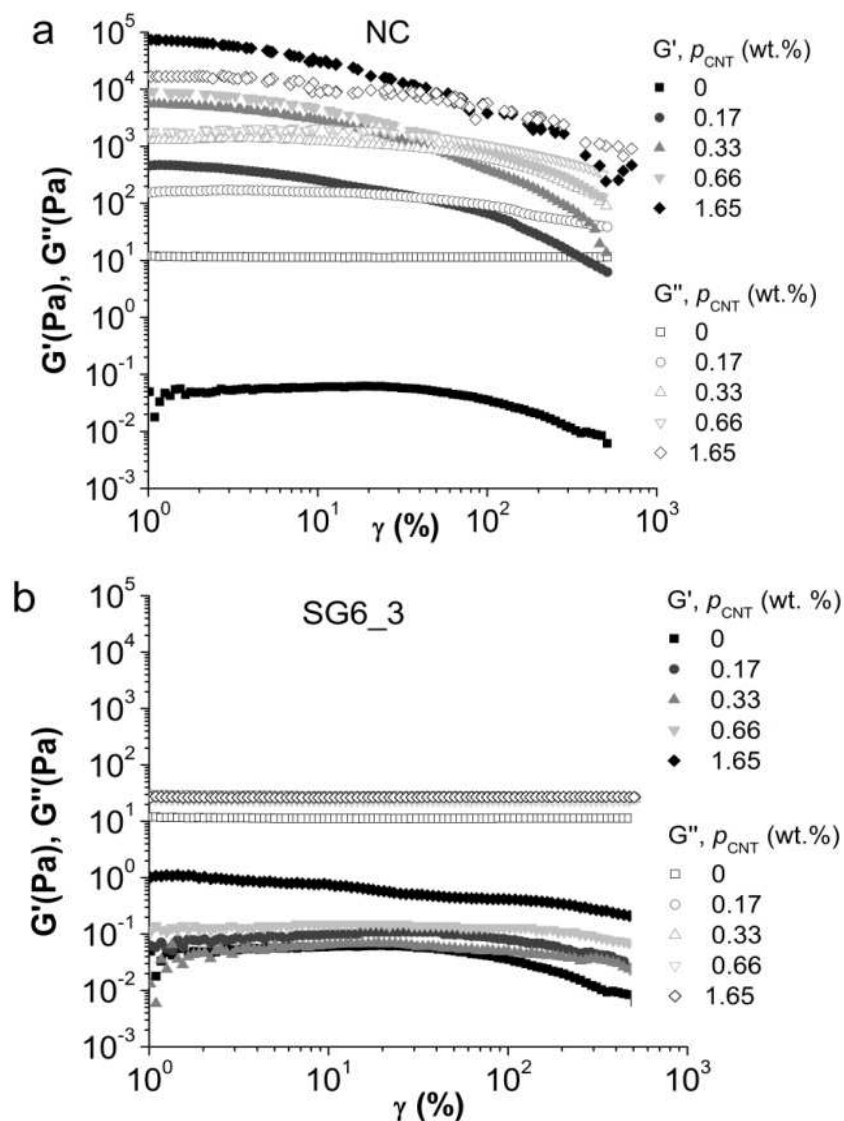 a
NC
G'(Pa), G''(Pa)
10^5
10^4
10^3
10^2
10^1
10^0
10^-1
10^-2
10^-3
10^0 10^1 10^2 10^3
γ (%)
G', p_CNT (wt.%)
0
0.17
0.33
0.66
1.65
G'', p_CNT (wt.%)
0
0.17
0.33
0.66
1.65
b
SG6_3
G'(Pa), G''(Pa)
10^5
10^4
10^3
10^2
10^1
10^0
10^-1
10^-2
10^-3
10^0 10^1 10^2 10^3
γ (%)
G', p_CNT (wt. %)
0
0.17
0.33
0.66
1.65
G'', p_CNT (wt.%)
0
0.17
0.33
0.66
1.65